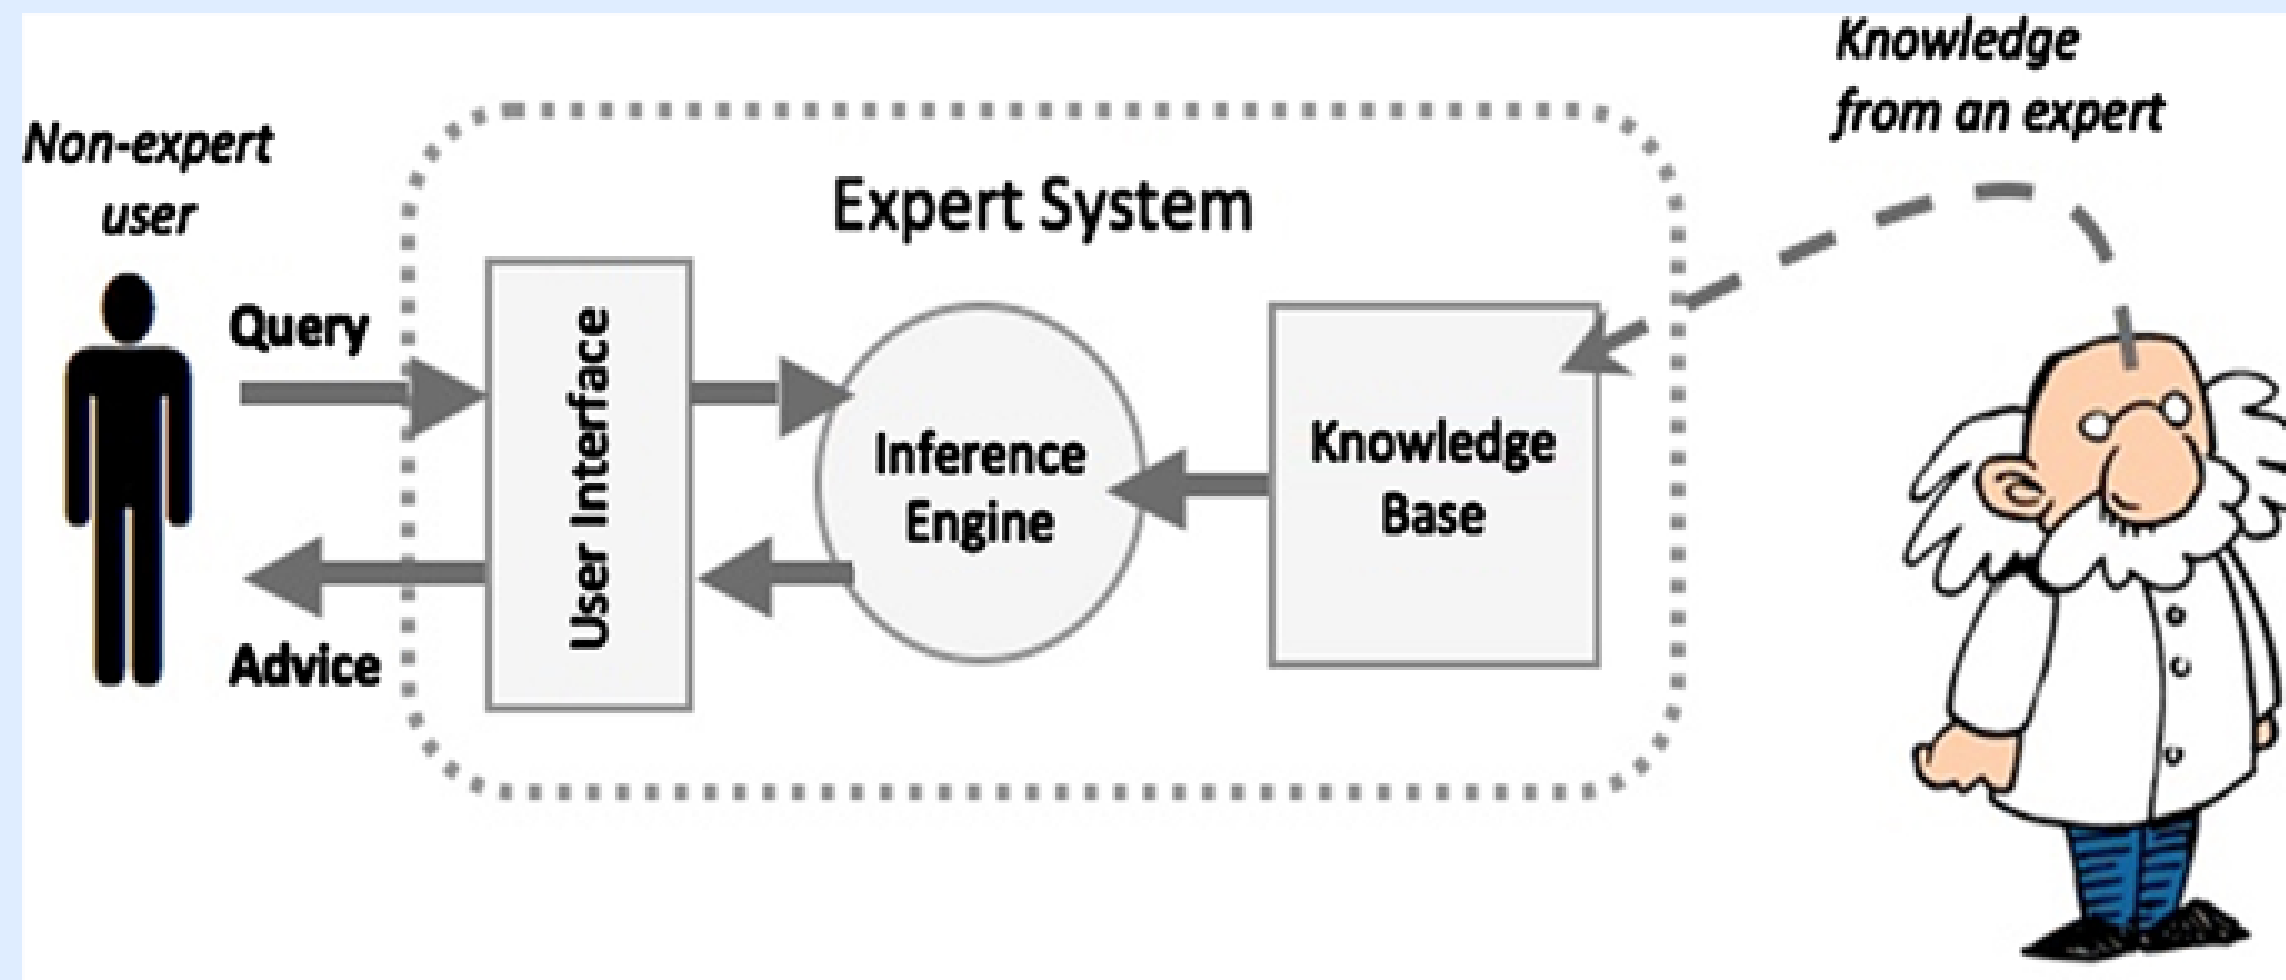 Knowledge
from an expert
Non-expert
user
Expert System
Query
User Interface
Inference
Engine
Knowledge
Base
Advice